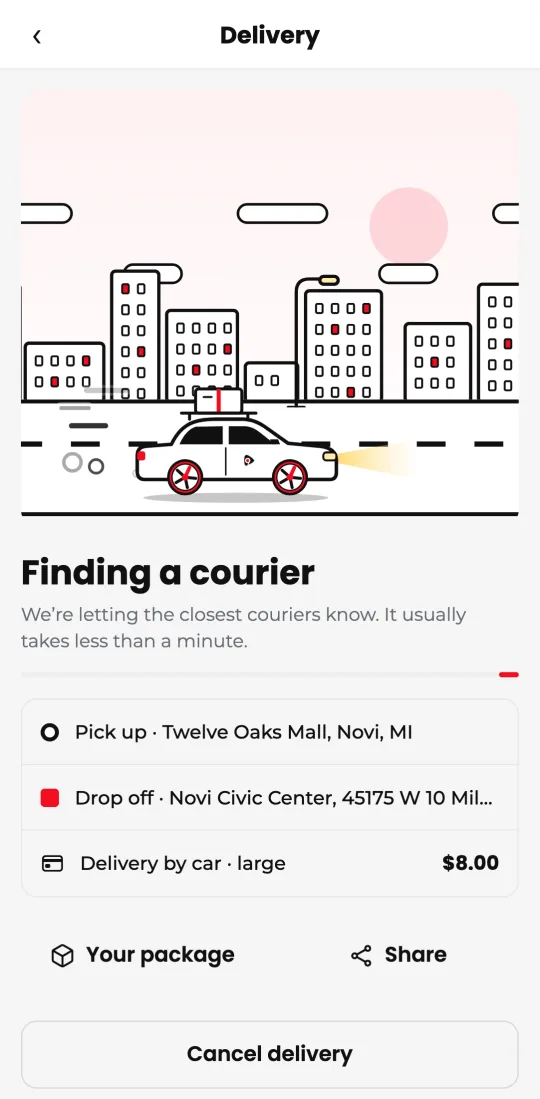 Delivery
Finding a courier
We're letting the closest couriers know. It usually
takes less than a minute.
Pick up · Twelve Oaks Mall, Novi, MI
Drop off · Novi Civic Center, 45175 W 10 Mil...
Delivery by car · large
$8.00
Your package
Share
Cancel delivery